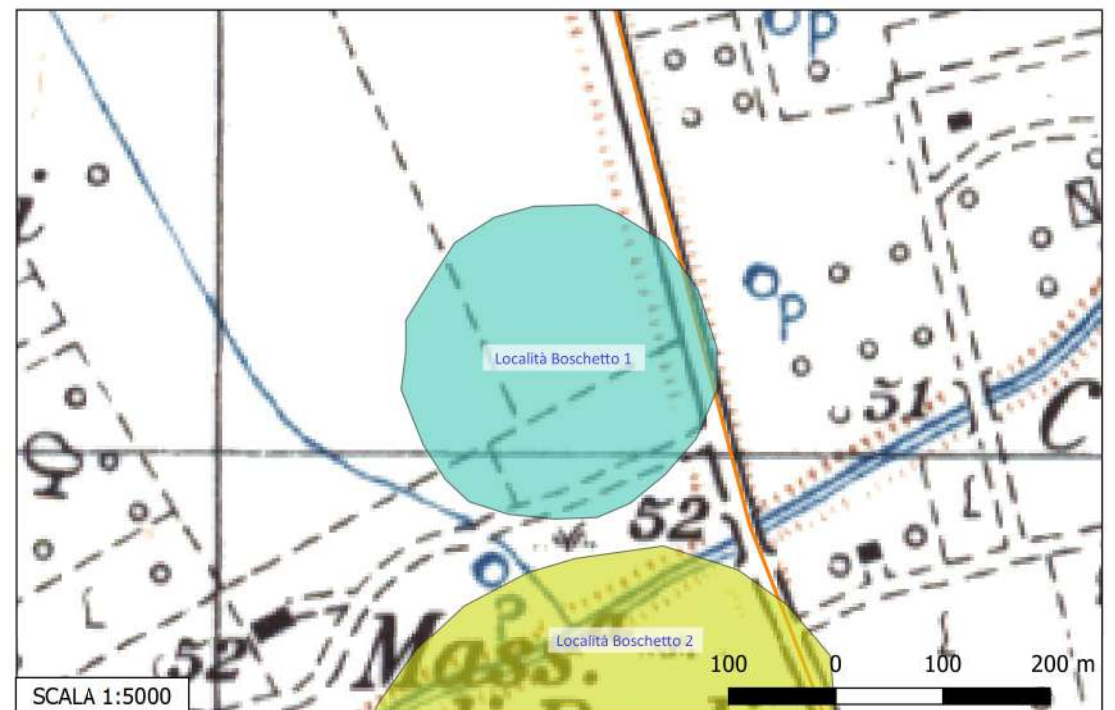 P
P
Località Boschetto 1
51
C
52
P
Località Boschetto 2
52
Mass.
100 0 100 200 m
SCALA 1:5000